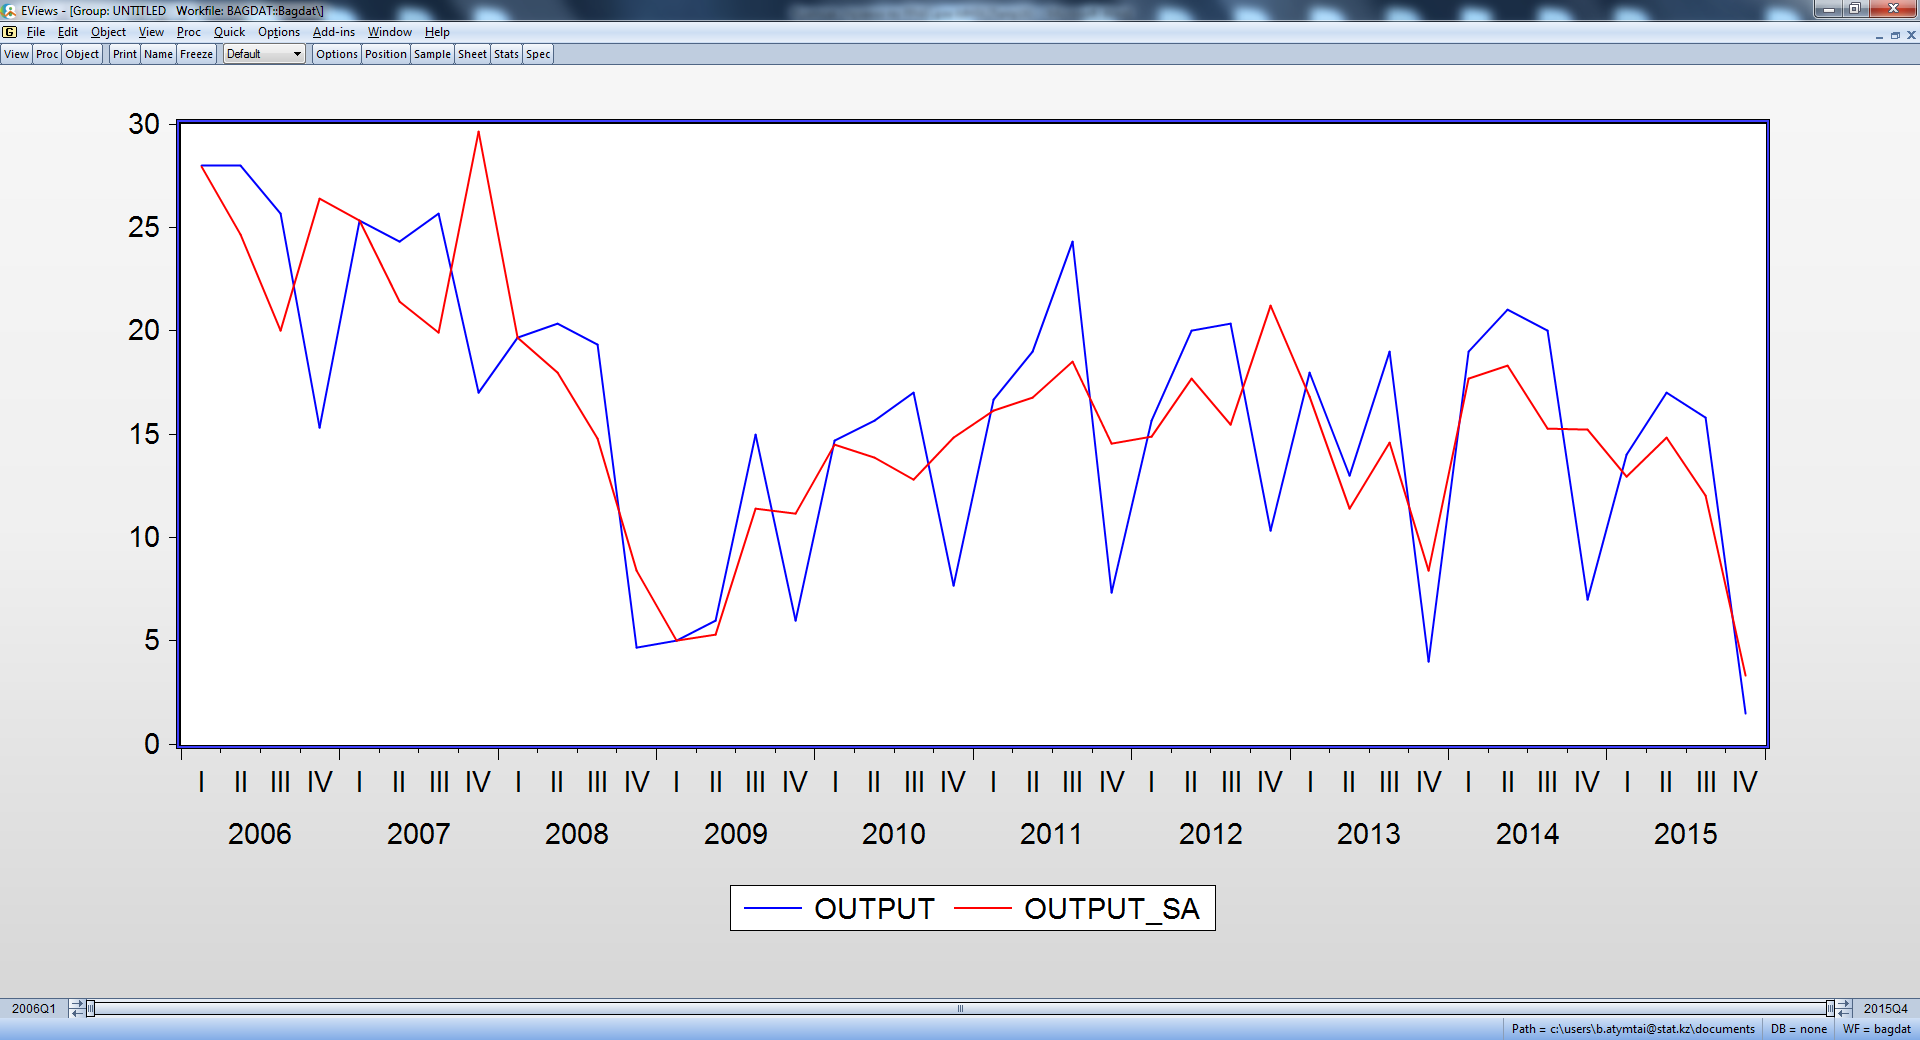 EViews - [Group: UNTITLED Workfile: BAGDAT::Bagdat\]
G File Edit Object View Proc Quick Options Add-ins Window Help
View Proc Object Print Name Freeze Default Options Position Sample Sheet Stats Spec
30
25
20
15
10
5
0
I II III IV I II III IV I II III IV I II III IV I II III IV I II III IV I II III IV I II III IV I II III IV I II III IV
2006 2007 2008 2009 2010 2011 2012 2013 2014 2015
OUTPUT OUTPUT_SA
2006Q1 2015Q4
Path = c:\users\b.atymtai@stat.kz\documents DB = none WF = bagdat